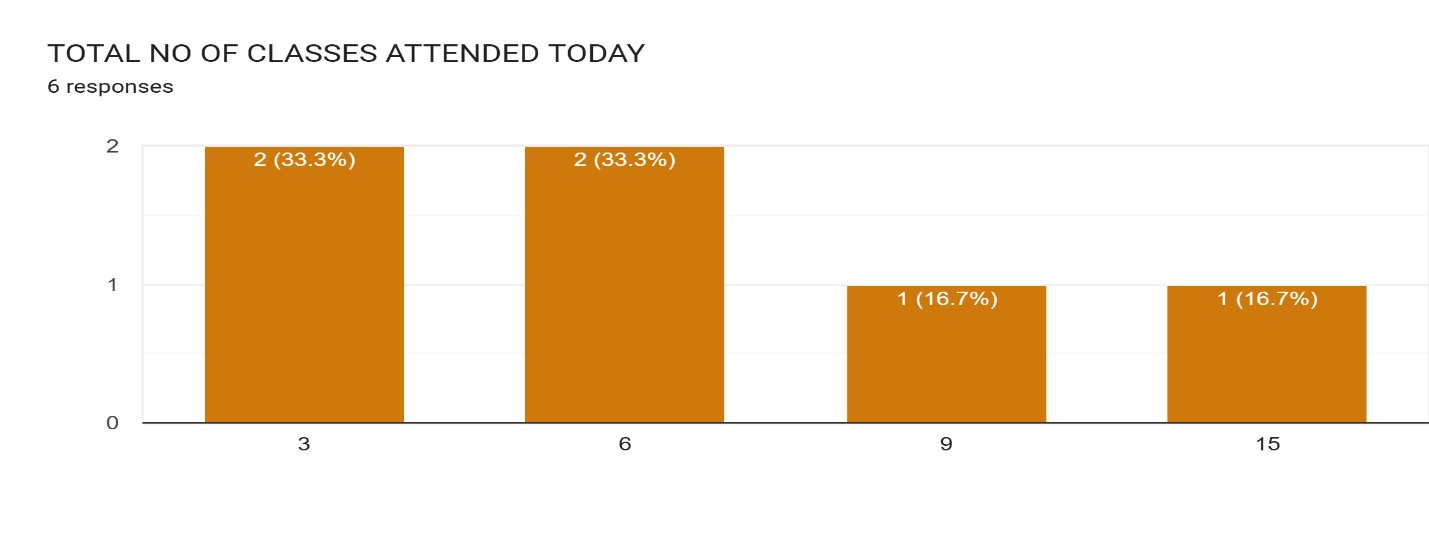 TOTAL NO OF CLASSES ATTENDED TODAY
6 responses
2
2 (33.3%) 2 (33.3%)
1
1 (16.7%) 1 (16.7%)
0
3 6 9 15